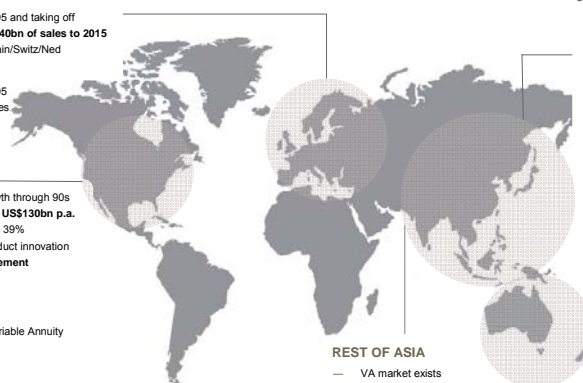 05 and taking off
40bn of sales to 2015
ain/Switz/Ned
05
es
wth through 90s
US$130bn p.a.
39%
duct innovation
ement
riable Annuity
REST OF ASIA
— VA market exists